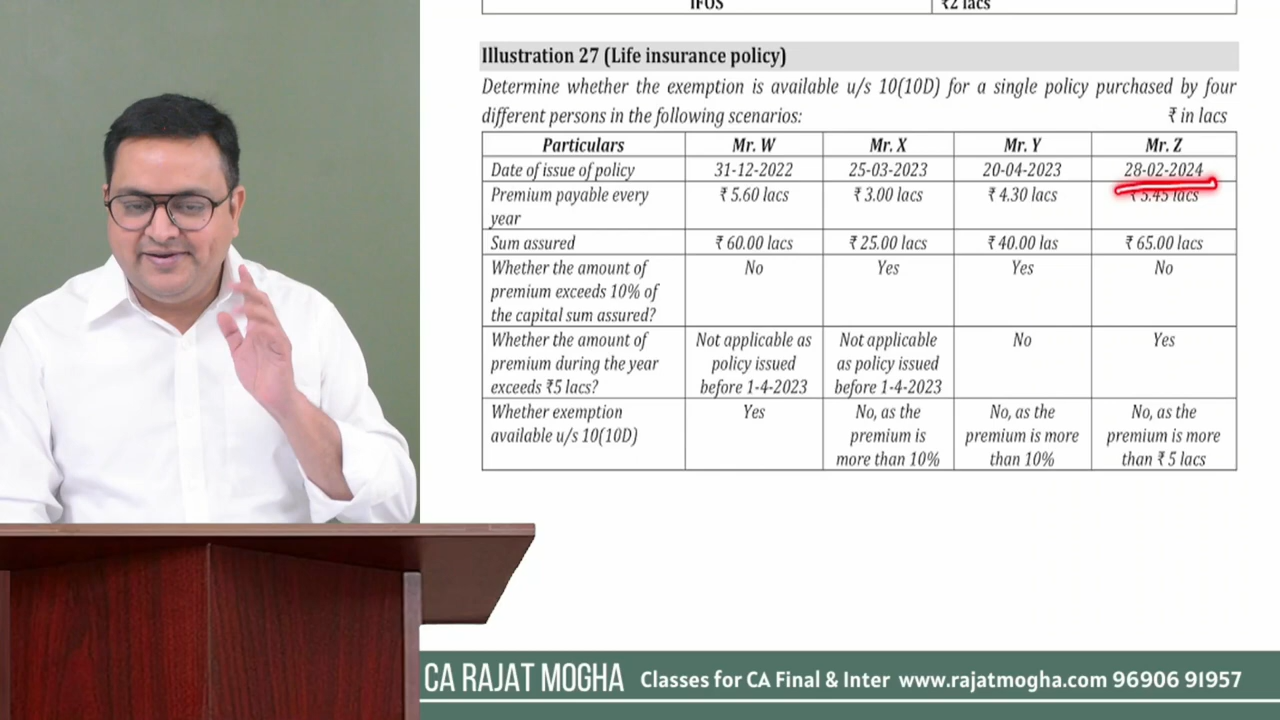 IFOS ₹2 lacs
Illustration 27 (Life insurance policy)
Determine whether the exemption is available u/s 10(10D) for a single policy purchased by four
different persons in the following scenarios: ₹ in lacs
Particulars Mr. W Mr. X Mr. Y Mr. Z
Date of issue of policy 31-12-2022 25-03-2023 20-04-2023 28-02-2024
Premium payable every ₹ 5.60 lacs ₹ 3.00 lacs ₹ 4.30 lacs ₹ 5.45 lacs
year
Sum assured ₹ 60.00 lacs ₹ 25.00 lacs ₹ 40.00 las ₹ 65.00 lacs
Whether the amount of No Yes Yes No
premium exceeds 10% of
the capital sum assured?
Whether the amount of Not applicable as Not applicable No Yes
premium during the year policy issued as policy issued
exceeds ₹5 lacs? before 1-4-2023 before 1-4-2023
Whether exemption Yes No, as the No, as the No, as the
available u/s 10(10D) premium is premium is more premium is more
more than 10% than 10% than ₹ 5 lacs
CA RAJAT MOGHA Classes for CA Final & Inter www.rajatmogha.com 96906 91957